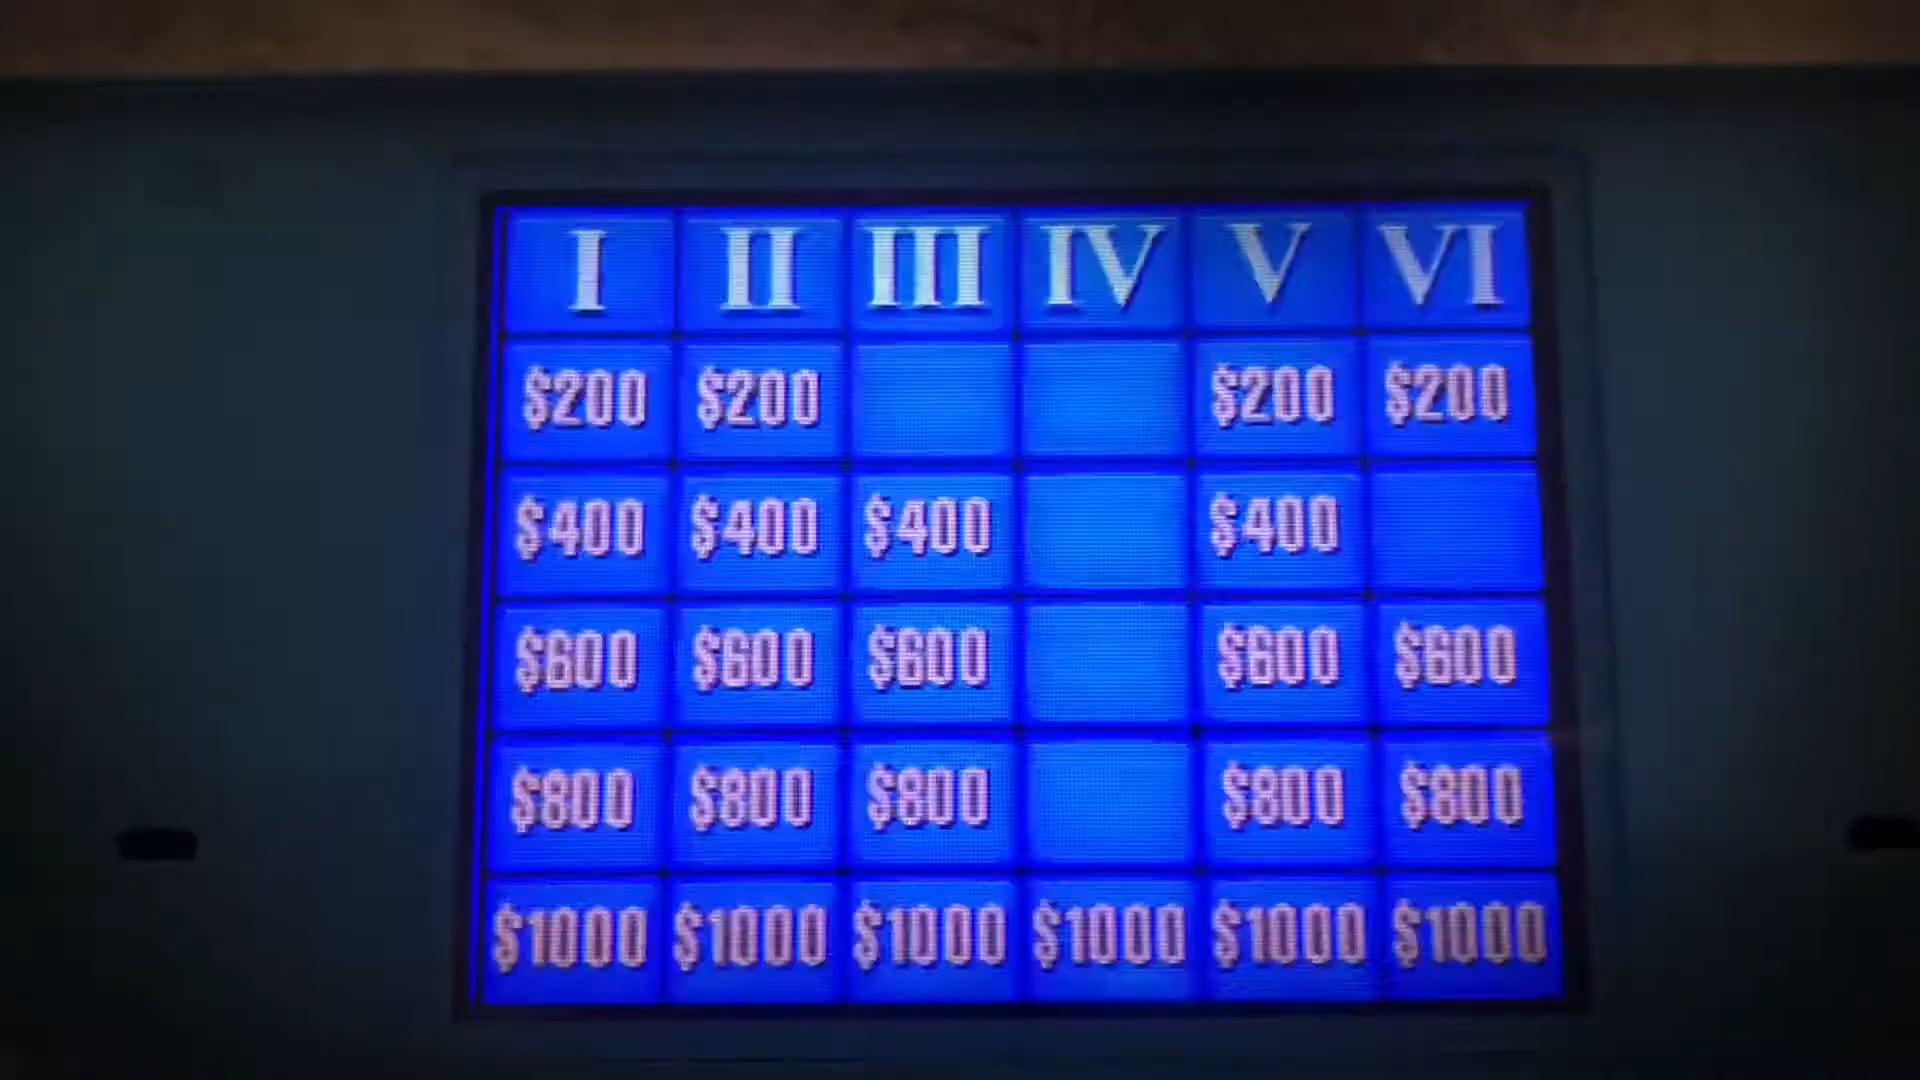 I II III IV V VI
$200 $200 $200 $200
$400 $400 $400 $400
$600 $600 $600 $600 $600
$800 $800 $800 $800 $800
$1000 $1000 $1000 $1000 $1000 $1000